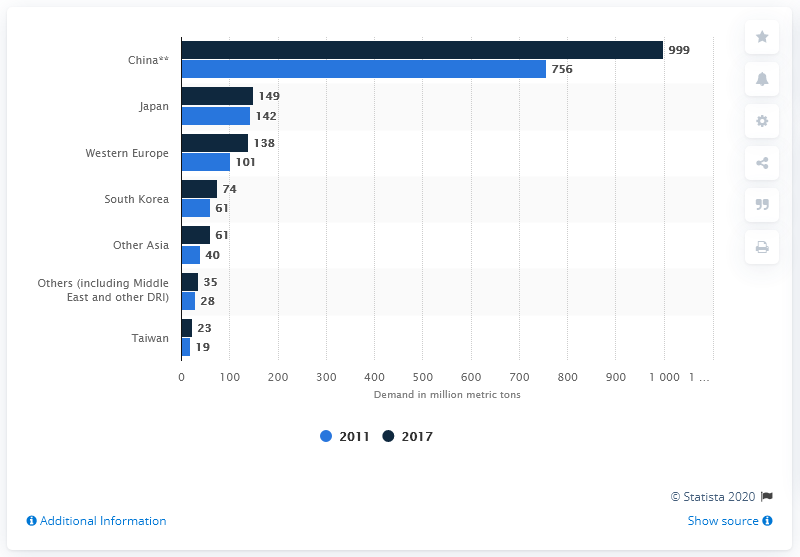 China**
999
756
Japan
149
142
Western Europe
138
101
South Korea
74
61
Other Asia
61
40
Others (including Middle
East and other DRI)
35
28
Taiwan
23
19
0 100 200 300 400 500 600 700 800 900 1 000 1 ...
Demand in million metric tons
2011 2017
© Statista 2020
Additional Information Show source